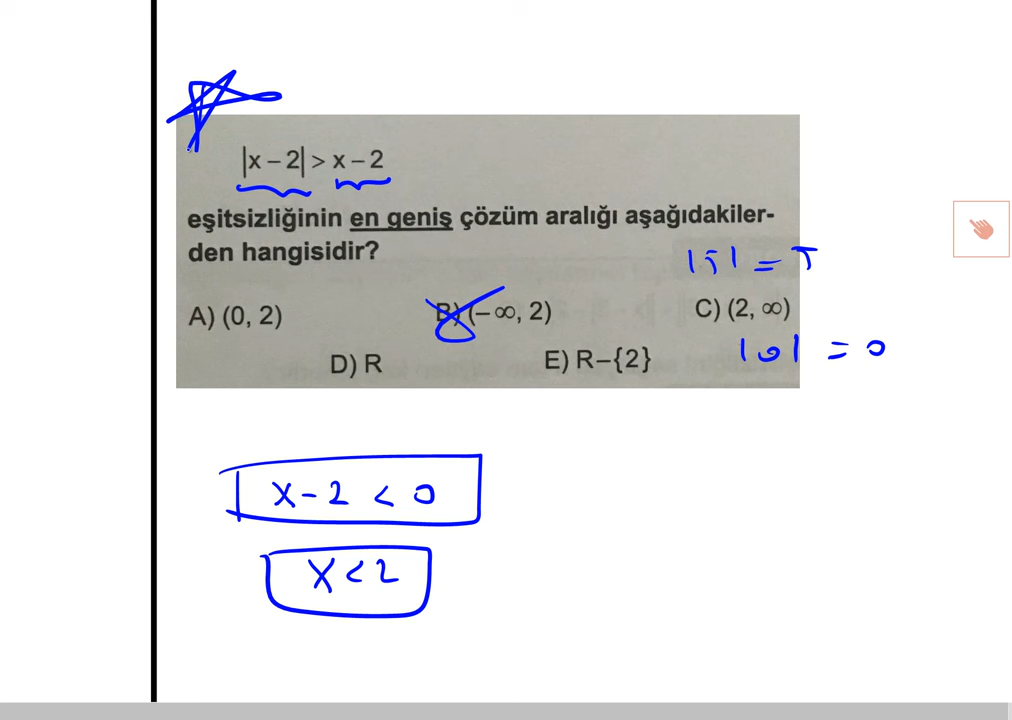 |x – 2| > x – 2
eşitsizliğinin en geniş çözüm aralığı aşağıdakiler-
den hangisidir?
|5| = 5
A) (0, 2) B) (– ∞, 2) C) (2, ∞)
|0| = 0
D) R E) R–{2}
x - 2 < 0
x < 2